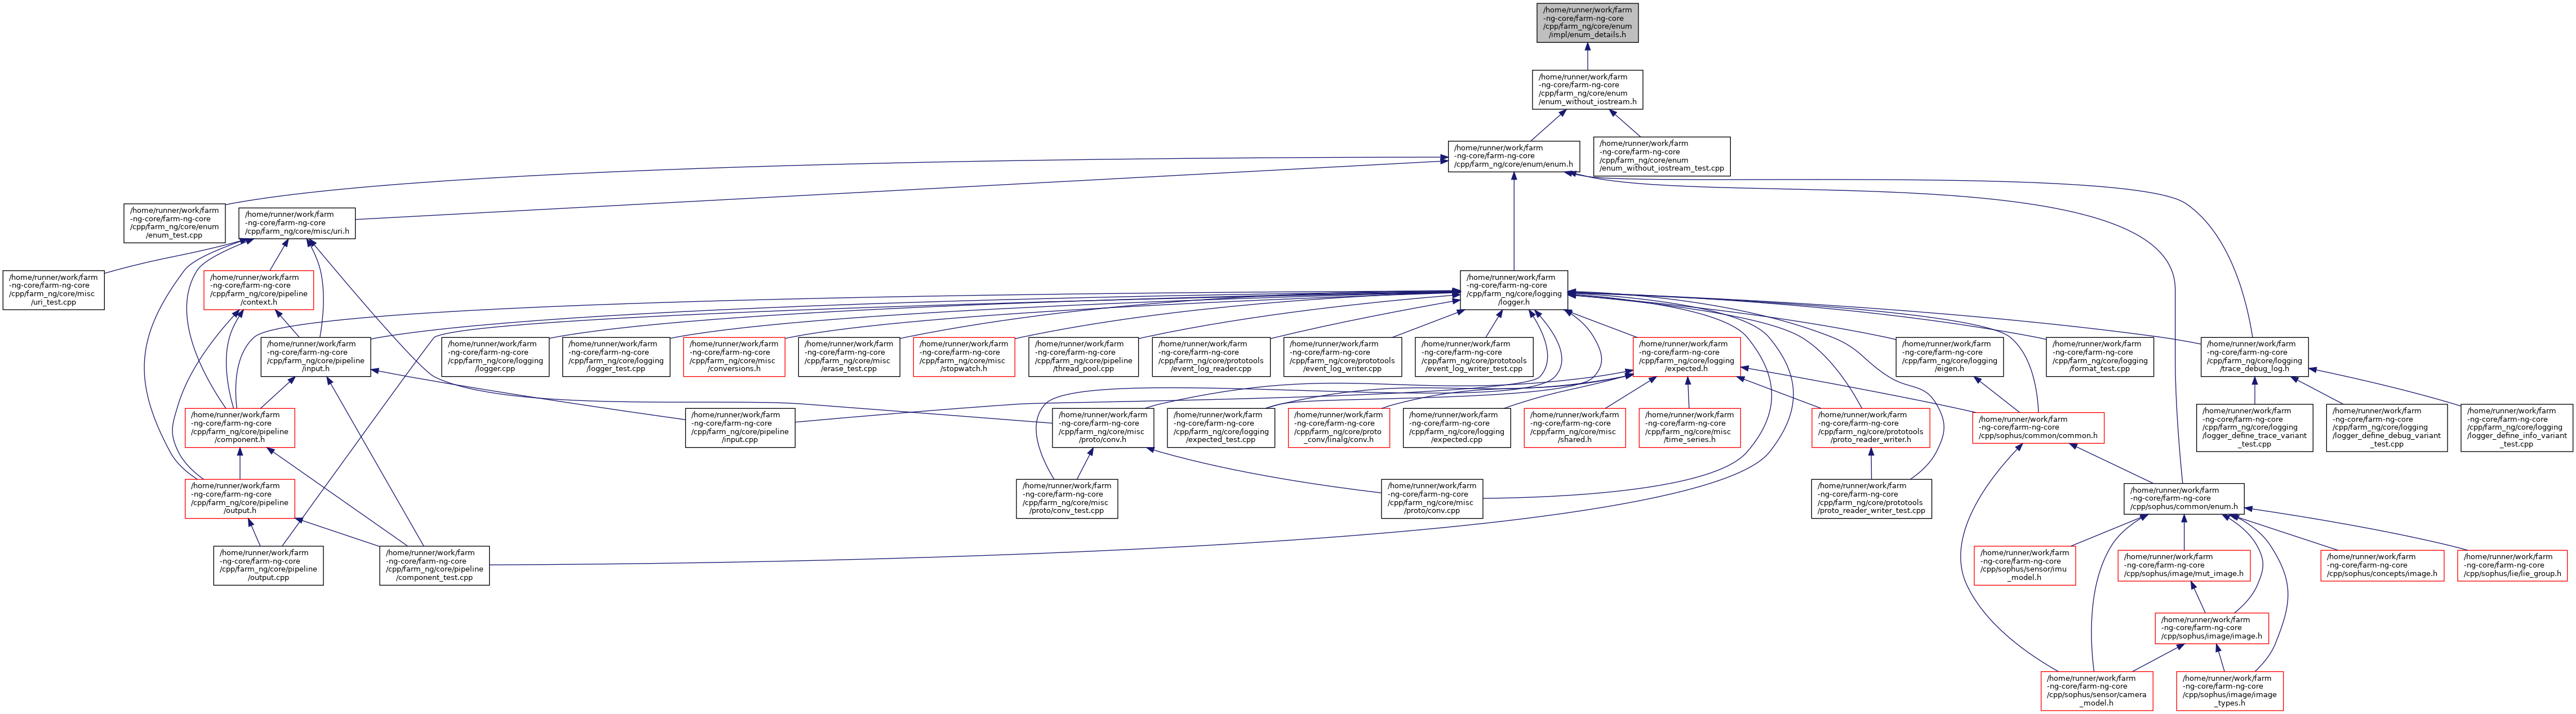 /home/runner/work/farm
-ng-core/farm-ng-core
/cpp/farm_ng/core/enum
/impl/enum_details.h
/home/runner/work/farm
-ng-core/farm-ng-core
/cpp/farm_ng/core/enum
/enum_without_iostream.h
/home/runner/work/farm
-ng-core/farm-ng-core
/cpp/farm_ng/core/enum/enum.h
/home/runner/work/farm
-ng-core/farm-ng-core
/cpp/farm_ng/core/enum
/enum_without_iostream_test.cpp
/home/runner/work/farm
-ng-core/farm-ng-core
/cpp/farm_ng/core/enum
/enum_test.cpp
/home/runner/work/farm
-ng-core/farm-ng-core
/cpp/farm_ng/core/misc/uri.h
/home/runner/work/farm
-ng-core/farm-ng-core
/cpp/farm_ng/core/misc
/uri_test.cpp
/home/runner/work/farm
-ng-core/farm-ng-core
/cpp/farm_ng/core/pipeline
/context.h
/home/runner/work/farm
-ng-core/farm-ng-core
/cpp/farm_ng/core/logging
/logger.h
/home/runner/work/farm
-ng-core/farm-ng-core
/cpp/farm_ng/core/pipeline
/input.h
/home/runner/work/farm
-ng-core/farm-ng-core
/cpp/farm_ng/core/logging
/logger.cpp
/home/runner/work/farm
-ng-core/farm-ng-core
/cpp/farm_ng/core/logging
/logger_test.cpp
/home/runner/work/farm
-ng-core/farm-ng-core
/cpp/farm_ng/core/misc
/conversions.h
/home/runner/work/farm
-ng-core/farm-ng-core
/cpp/farm_ng/core/misc
/erase_test.cpp
/home/runner/work/farm
-ng-core/farm-ng-core
/cpp/farm_ng/core/misc
/stopwatch.h
/home/runner/work/farm
-ng-core/farm-ng-core
/cpp/farm_ng/core/pipeline
/thread_pool.cpp
/home/runner/work/farm
-ng-core/farm-ng-core
/cpp/farm_ng/core/prototools
/event_log_reader.cpp
/home/runner/work/farm
-ng-core/farm-ng-core
/cpp/farm_ng/core/prototools
/event_log_writer.cpp
/home/runner/work/farm
-ng-core/farm-ng-core
/cpp/farm_ng/core/prototools
/event_log_writer_test.cpp
/home/runner/work/farm
-ng-core/farm-ng-core
/cpp/farm_ng/core/logging
/expected.h
/home/runner/work/farm
-ng-core/farm-ng-core
/cpp/farm_ng/core/logging
/eigen.h
/home/runner/work/farm
-ng-core/farm-ng-core
/cpp/farm_ng/core/logging
/format_test.cpp
/home/runner/work/farm
-ng-core/farm-ng-core
/cpp/farm_ng/core/logging
/trace_debug_log.h
/home/runner/work/farm
-ng-core/farm-ng-core
/cpp/farm_ng/core/pipeline
/component.h
/home/runner/work/farm
-ng-core/farm-ng-core
/cpp/farm_ng/core/pipeline
/input.cpp
/home/runner/work/farm
-ng-core/farm-ng-core
/cpp/farm_ng/core/misc
/proto/conv.h
/home/runner/work/farm
-ng-core/farm-ng-core
/cpp/farm_ng/core/logging
/expected_test.cpp
/home/runner/work/farm
-ng-core/farm-ng-core
/cpp/farm_ng/core/proto
_conv/linalg/conv.h
/home/runner/work/farm
-ng-core/farm-ng-core
/cpp/farm_ng/core/logging
/expected.cpp
/home/runner/work/farm
-ng-core/farm-ng-core
/cpp/farm_ng/core/misc
/shared.h
/home/runner/work/farm
-ng-core/farm-ng-core
/cpp/farm_ng/core/misc
/time_series.h
/home/runner/work/farm
-ng-core/farm-ng-core
/cpp/farm_ng/core/prototools
/proto_reader_writer.h
/home/runner/work/farm
-ng-core/farm-ng-core
/cpp/sophus/common/common.h
/home/runner/work/farm
-ng-core/farm-ng-core
/cpp/farm_ng/core/logging
/logger_define_trace_variant
_test.cpp
/home/runner/work/farm
-ng-core/farm-ng-core
/cpp/farm_ng/core/logging
/logger_define_debug_variant
_test.cpp
/home/runner/work/farm
-ng-core/farm-ng-core
/cpp/farm_ng/core/logging
/logger_define_info_variant
_test.cpp
/home/runner/work/farm
-ng-core/farm-ng-core
/cpp/farm_ng/core/pipeline
/output.h
/home/runner/work/farm
-ng-core/farm-ng-core
/cpp/farm_ng/core/misc
/proto/conv_test.cpp
/home/runner/work/farm
-ng-core/farm-ng-core
/cpp/farm_ng/core/misc
/proto/conv.cpp
/home/runner/work/farm
-ng-core/farm-ng-core
/cpp/farm_ng/core/prototools
/proto_reader_writer_test.cpp
/home/runner/work/farm
-ng-core/farm-ng-core
/cpp/sophus/common/enum.h
/home/runner/work/farm
-ng-core/farm-ng-core
/cpp/farm_ng/core/pipeline
/output.cpp
/home/runner/work/farm
-ng-core/farm-ng-core
/cpp/farm_ng/core/pipeline
/component_test.cpp
/home/runner/work/farm
-ng-core/farm-ng-core
/cpp/sophus/sensor/imu
_model.h
/home/runner/work/farm
-ng-core/farm-ng-core
/cpp/sophus/image/mut_image.h
/home/runner/work/farm
-ng-core/farm-ng-core
/cpp/sophus/concepts/image.h
/home/runner/work/farm
-ng-core/farm-ng-core
/cpp/sophus/lie/lie_group.h
/home/runner/work/farm
-ng-core/farm-ng-core
/cpp/sophus/image/image.h
/home/runner/work/farm
-ng-core/farm-ng-core
/cpp/sophus/sensor/camera
_model.h
/home/runner/work/farm
-ng-core/farm-ng-core
/cpp/sophus/image/image
_types.h